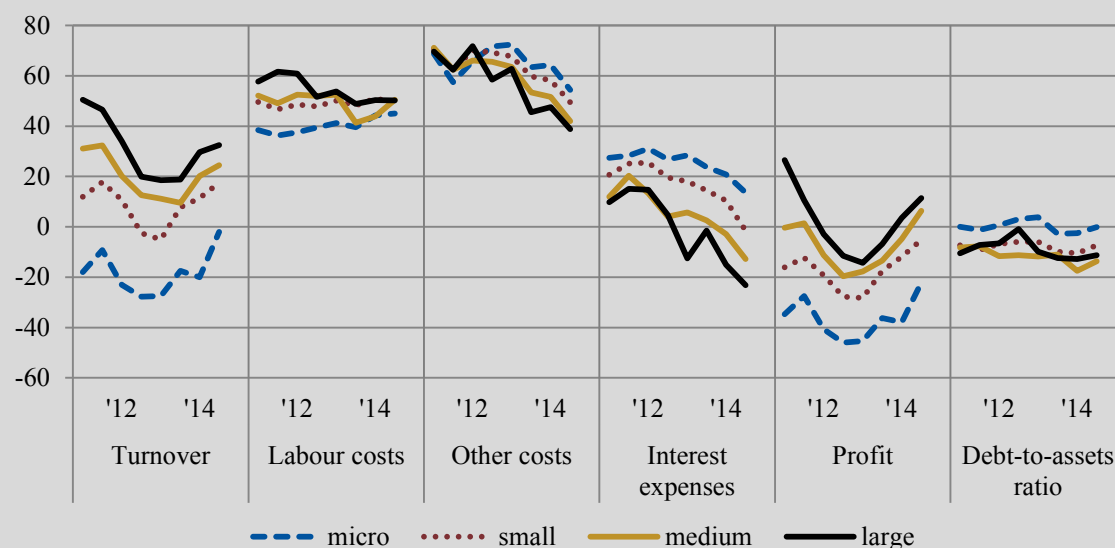 80
60
40
20
0
-20
-40
-60
'12 '14 '12 '14 '12 '14 '12 '14 '12 '14 '12 '14
Turnover Labour costs Other costs Interest expenses Profit Debt-to-assets ratio
micro small medium large